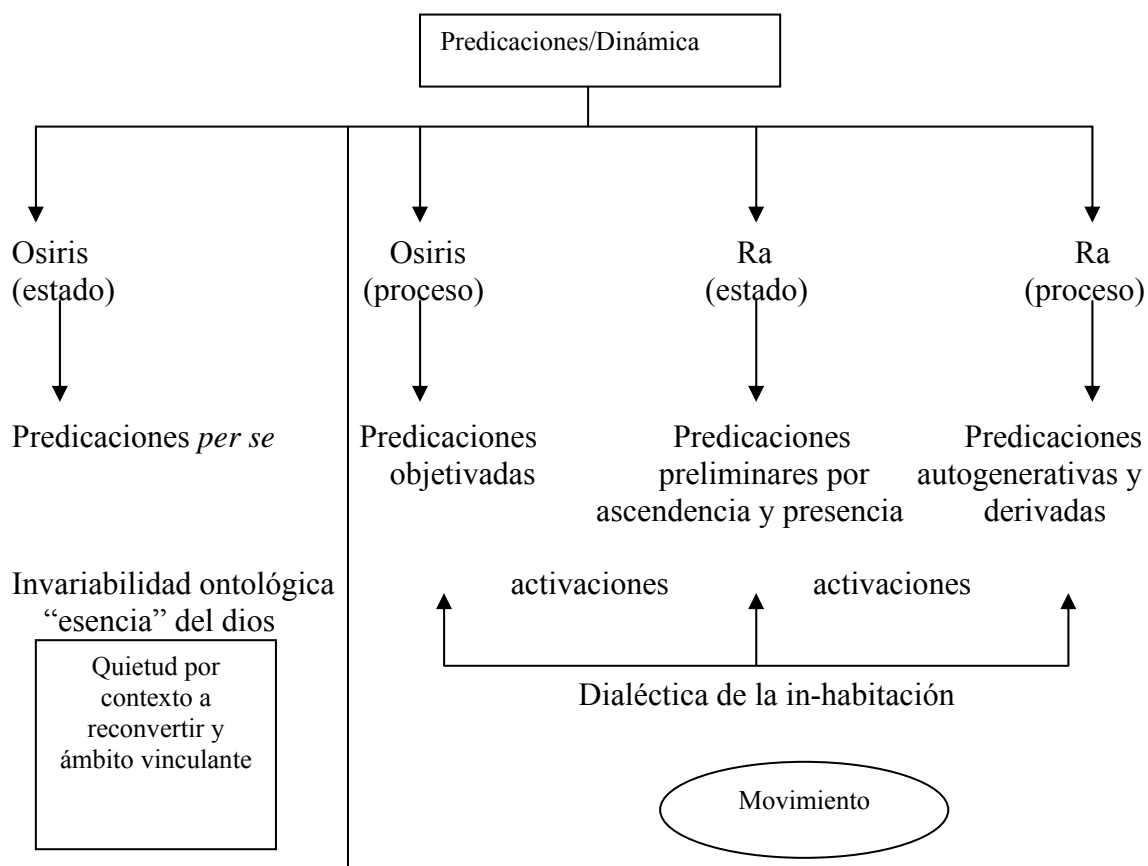 Predicaciones/Dinámica
Osiris
(estado)
Osiris
(proceso)
Ra
(estado)
Ra
(proceso)
Predicaciones per se
Predicaciones
objetivadas
Predicaciones
preliminares por
ascendencia y presencia
Predicaciones
autogenerativas y
derivadas
Invariabilidad ontológica
“esencia” del dios
activaciones
activaciones
Quietud por
contexto a
reconvertir y
ámbito vinculante
Dialéctica de la in-habitación
Movimiento